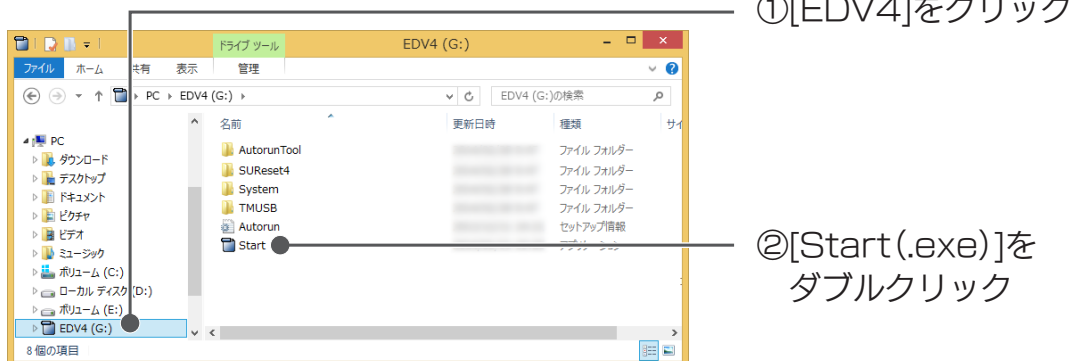 ①[EDV4]をクリック
ドライブ ツール
EDV4 (G:)
ファイル
ホーム
共有
表示
管理
PC
EDV4 (G:)
EDV4 (G:)の検索
名前
更新日時
種類
PC
ダウンロード
デスクトップ
ドキュメント
ピクチャ
ビデオ
ミュージック
ボリューム (C:)
ローカル ディスク (D:)
ボリューム (E:)
EDV4 (G:)
AutorunTool
ファイル フォルダー
SUReset4
ファイル フォルダー
System
ファイル フォルダー
TMUSB
ファイル フォルダー
Autorun
セットアップ情報
Start
②[Start(.exe)]を
ダブルクリック
8 個の項目